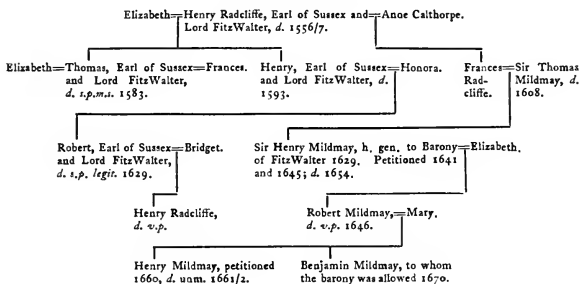 Elizabeth=Henry Radcliffe, Earl of Sussex and=Anne Calthorpe.
Lord FitzWalter, d. 1556/7.
Elizabeth=Thomas, Earl of Sussex=Frances.
and Lord FitzWalter,
d. s.p.m.s. 1583.
Henry, Earl of Sussex=Honora.
and Lord FitzWalter, d.
1593.
Frances=Sir Thomas
Rad- Mildmay, d.
cliffe. 1608.
Robert, Earl of Sussex=Bridget.
and Lord FitzWalter,
d. s.p. legit. 1629.
Sir Henry Mildmay, h. gen. to Barony=Elizabeth.
of FitzWalter 1629. Petitioned 1641
and 1645; d. 1654.
Henry Radcliffe,
d. v.p.
Robert Mildmay,=Mary.
d. v.p. 1646.
Henry Mildmay, petitioned
1660, d. unm. 1661/2.
Benjamin Mildmay, to whom
the barony was allowed 1670.